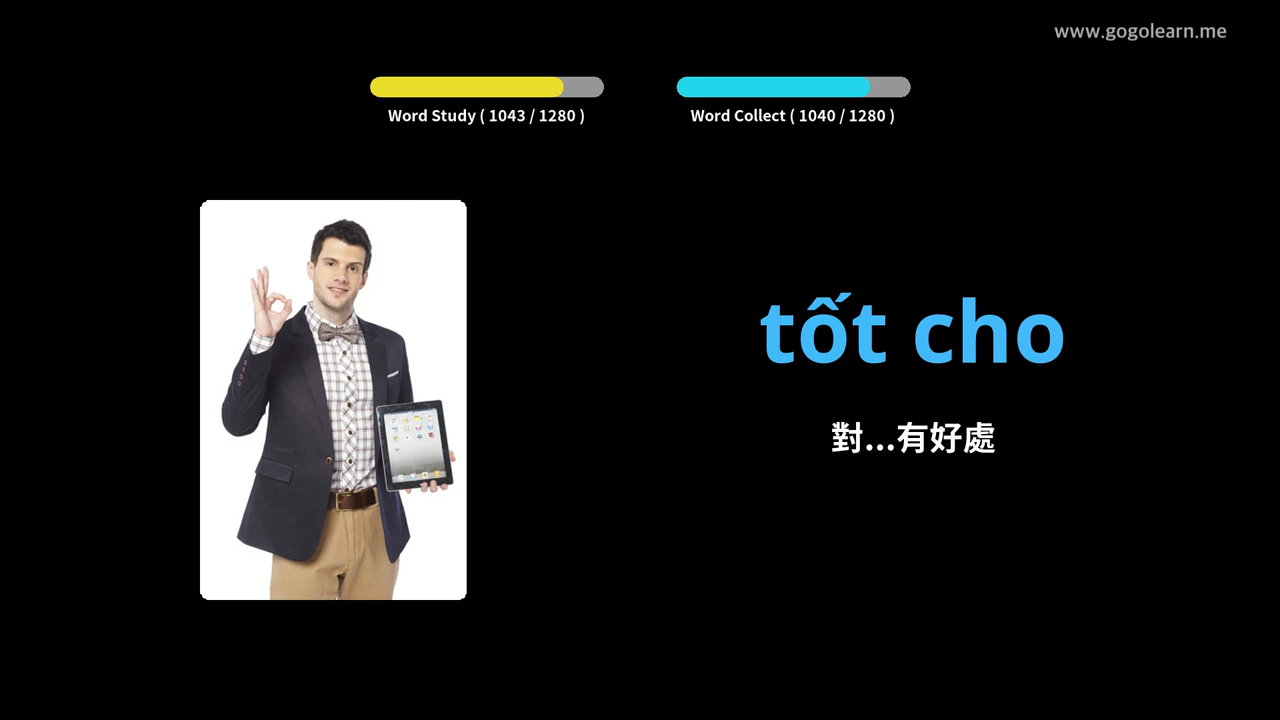 www.gogolearn.me
Word Study ( 1043 / 1280 )
Word Collect ( 1040 / 1280 )
tốt cho
對...有好處